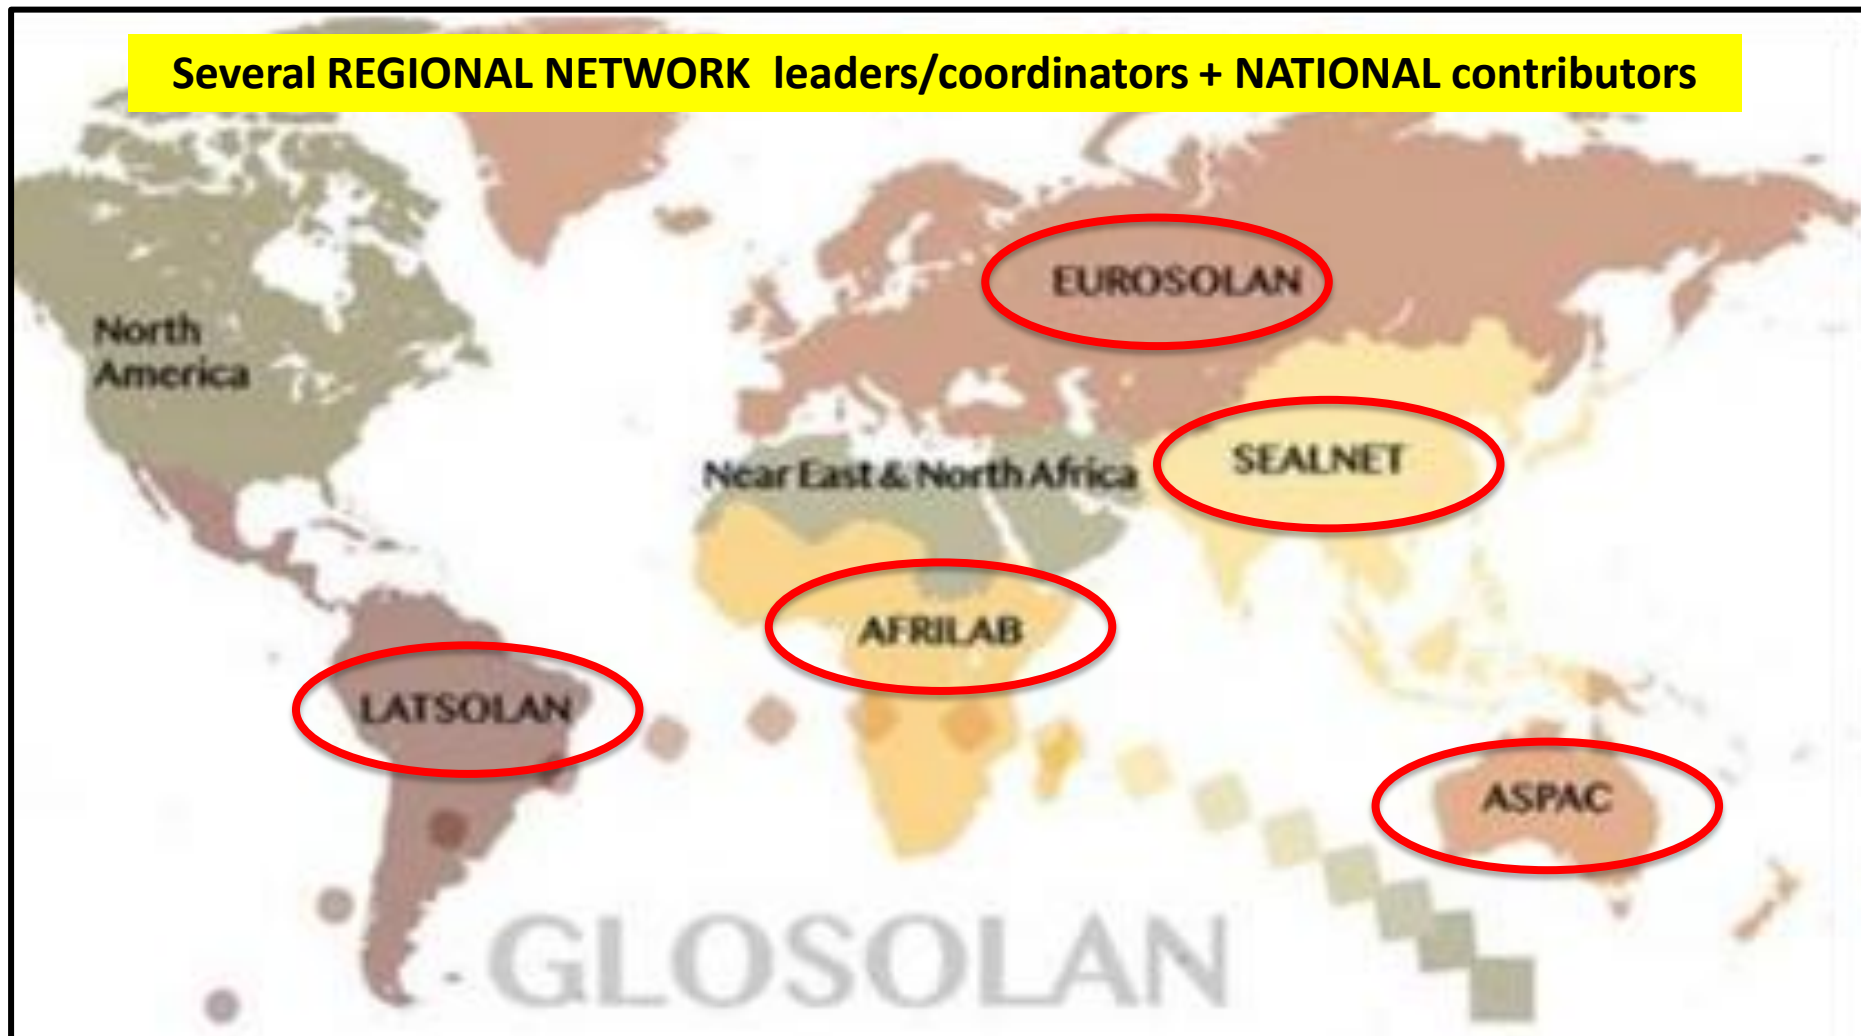 Several REGIONAL NETWORK leaders/coordinators + NATIONAL contributors
EUROSOLAN
North
America
SEALNET
Near East & North Africa
AFRILAB
LATSOLAN
ASPAC
GLOSOLAN